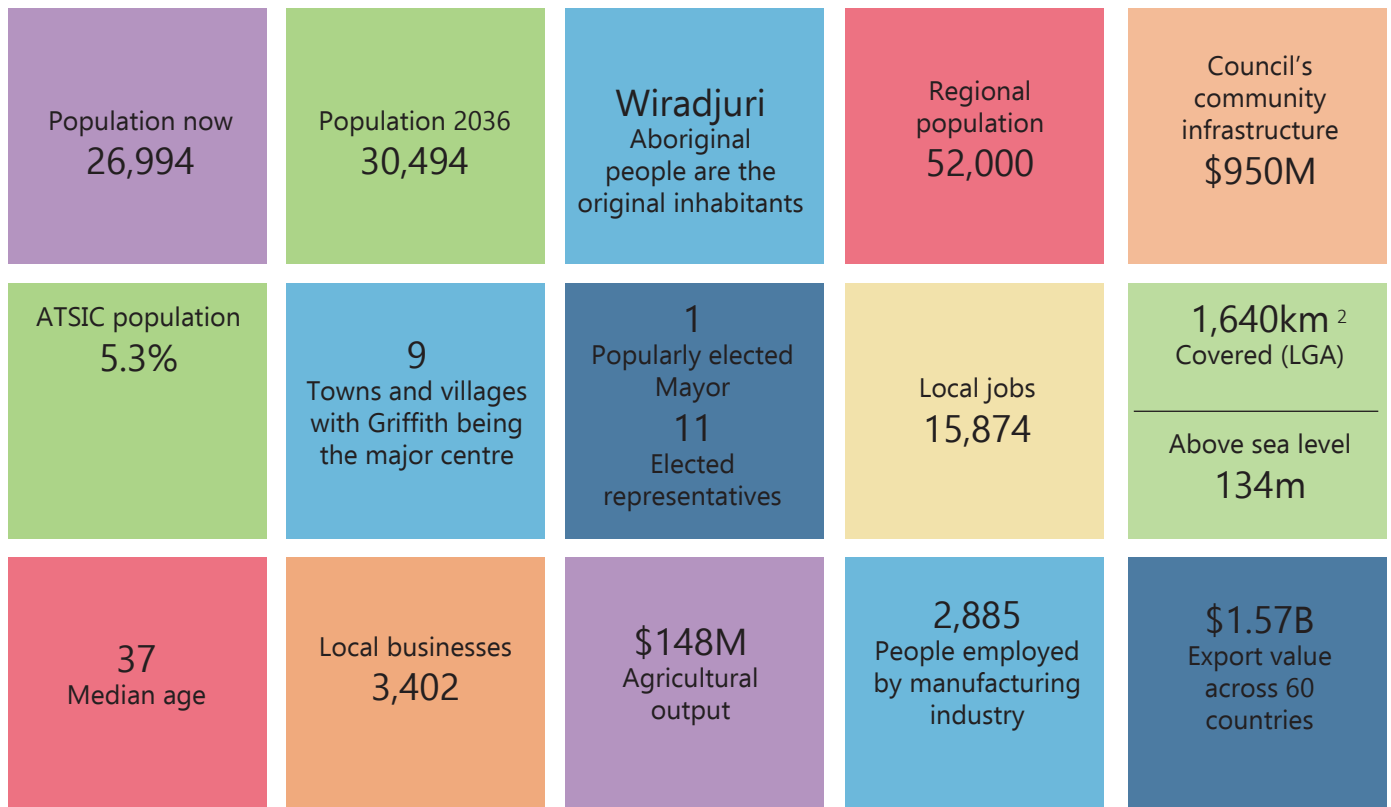 Population now
26,994
Population 2036
30,494
Wiradjuri
Aboriginal
people are the
original inhabitants
Regional
population
52,000
Council’s
community
infrastructure
$950M
ATSIC population
5.3%
9
Towns and villages
with Griffith being
the major centre
1
Popularly elected
Mayor
11
Elected
representatives
Local jobs
15,874
1,640km ²
Covered (LGA)
Above sea level
134m
37
Median age
Local businesses
3,402
$148M
Agricultural
output
2,885
People employed
by manufacturing
industry
$1.57B
Export value
across 60
countries